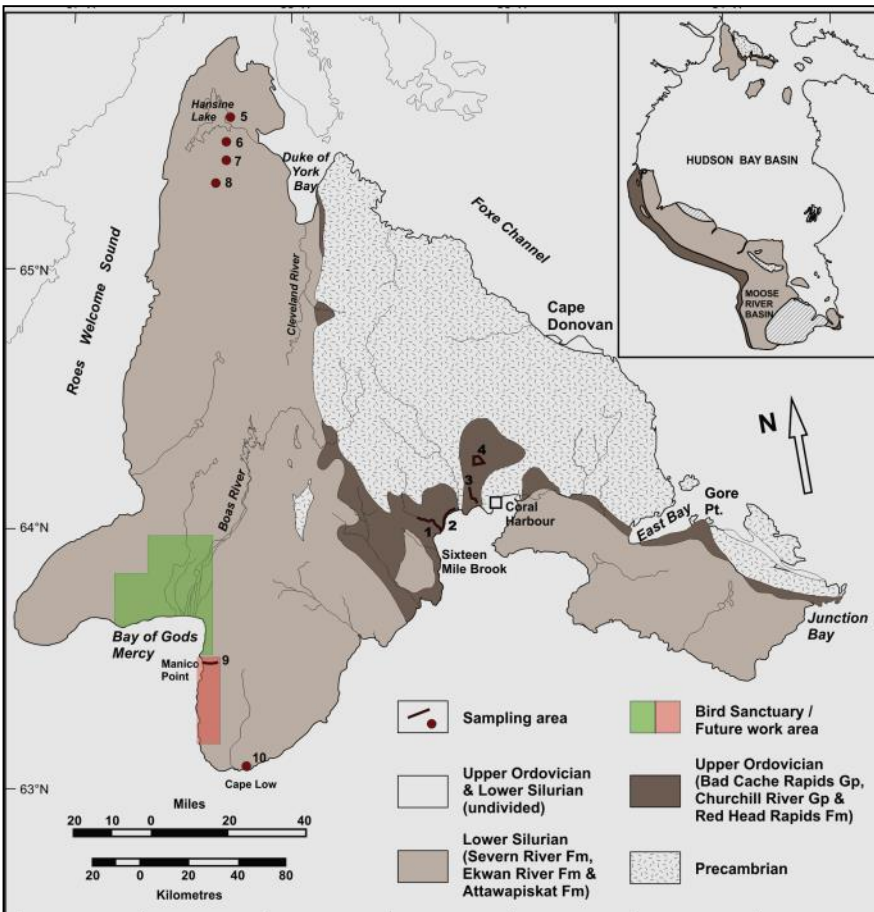 Hansine
Lake
5
6
7
8
Duke of
York
Bay
Foxe Channel
Roes Welcome Sound
65°N
Cleveland River
Cape
Donovan
HUDSON BAY BASIN
MOOSE
RIVER
BASIN
N
4
3
Coral
Harbour
Boas River
64°N
1
2
Sixteen
Mile Brook
East Bay
Gore
Pt.
Junction
Bay
Bay of Gods
Mercy
Manico
Point
9
10
Cape Low
63°N
Miles
20 10 0 20 40
20 0 20 40 80
Kilometres
Sampling area
Bird Sanctuary /
Future work area
Upper Ordovician
& Lower Silurian
(undivided)
Upper Ordovician
(Bad Cache Rapids Gp,
Churchill River Gp &
Red Head Rapids Fm)
Lower Silurian
(Severn River Fm,
Ekwan River Fm &
Attawapiskat Fm)
Precambrian